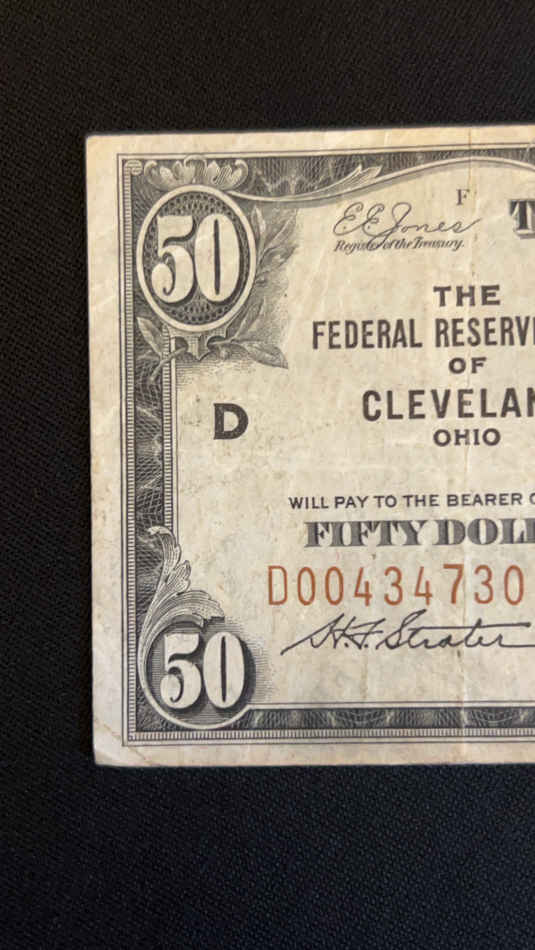 50
F
T
E.E. Jones
Register of the Treasury.
THE
FEDERAL RESERV
OF
CLEVELAN
OHIO
D
WILL PAY TO THE BEARER O
FIFTY DOL
D00434730
H.F. Strater
50